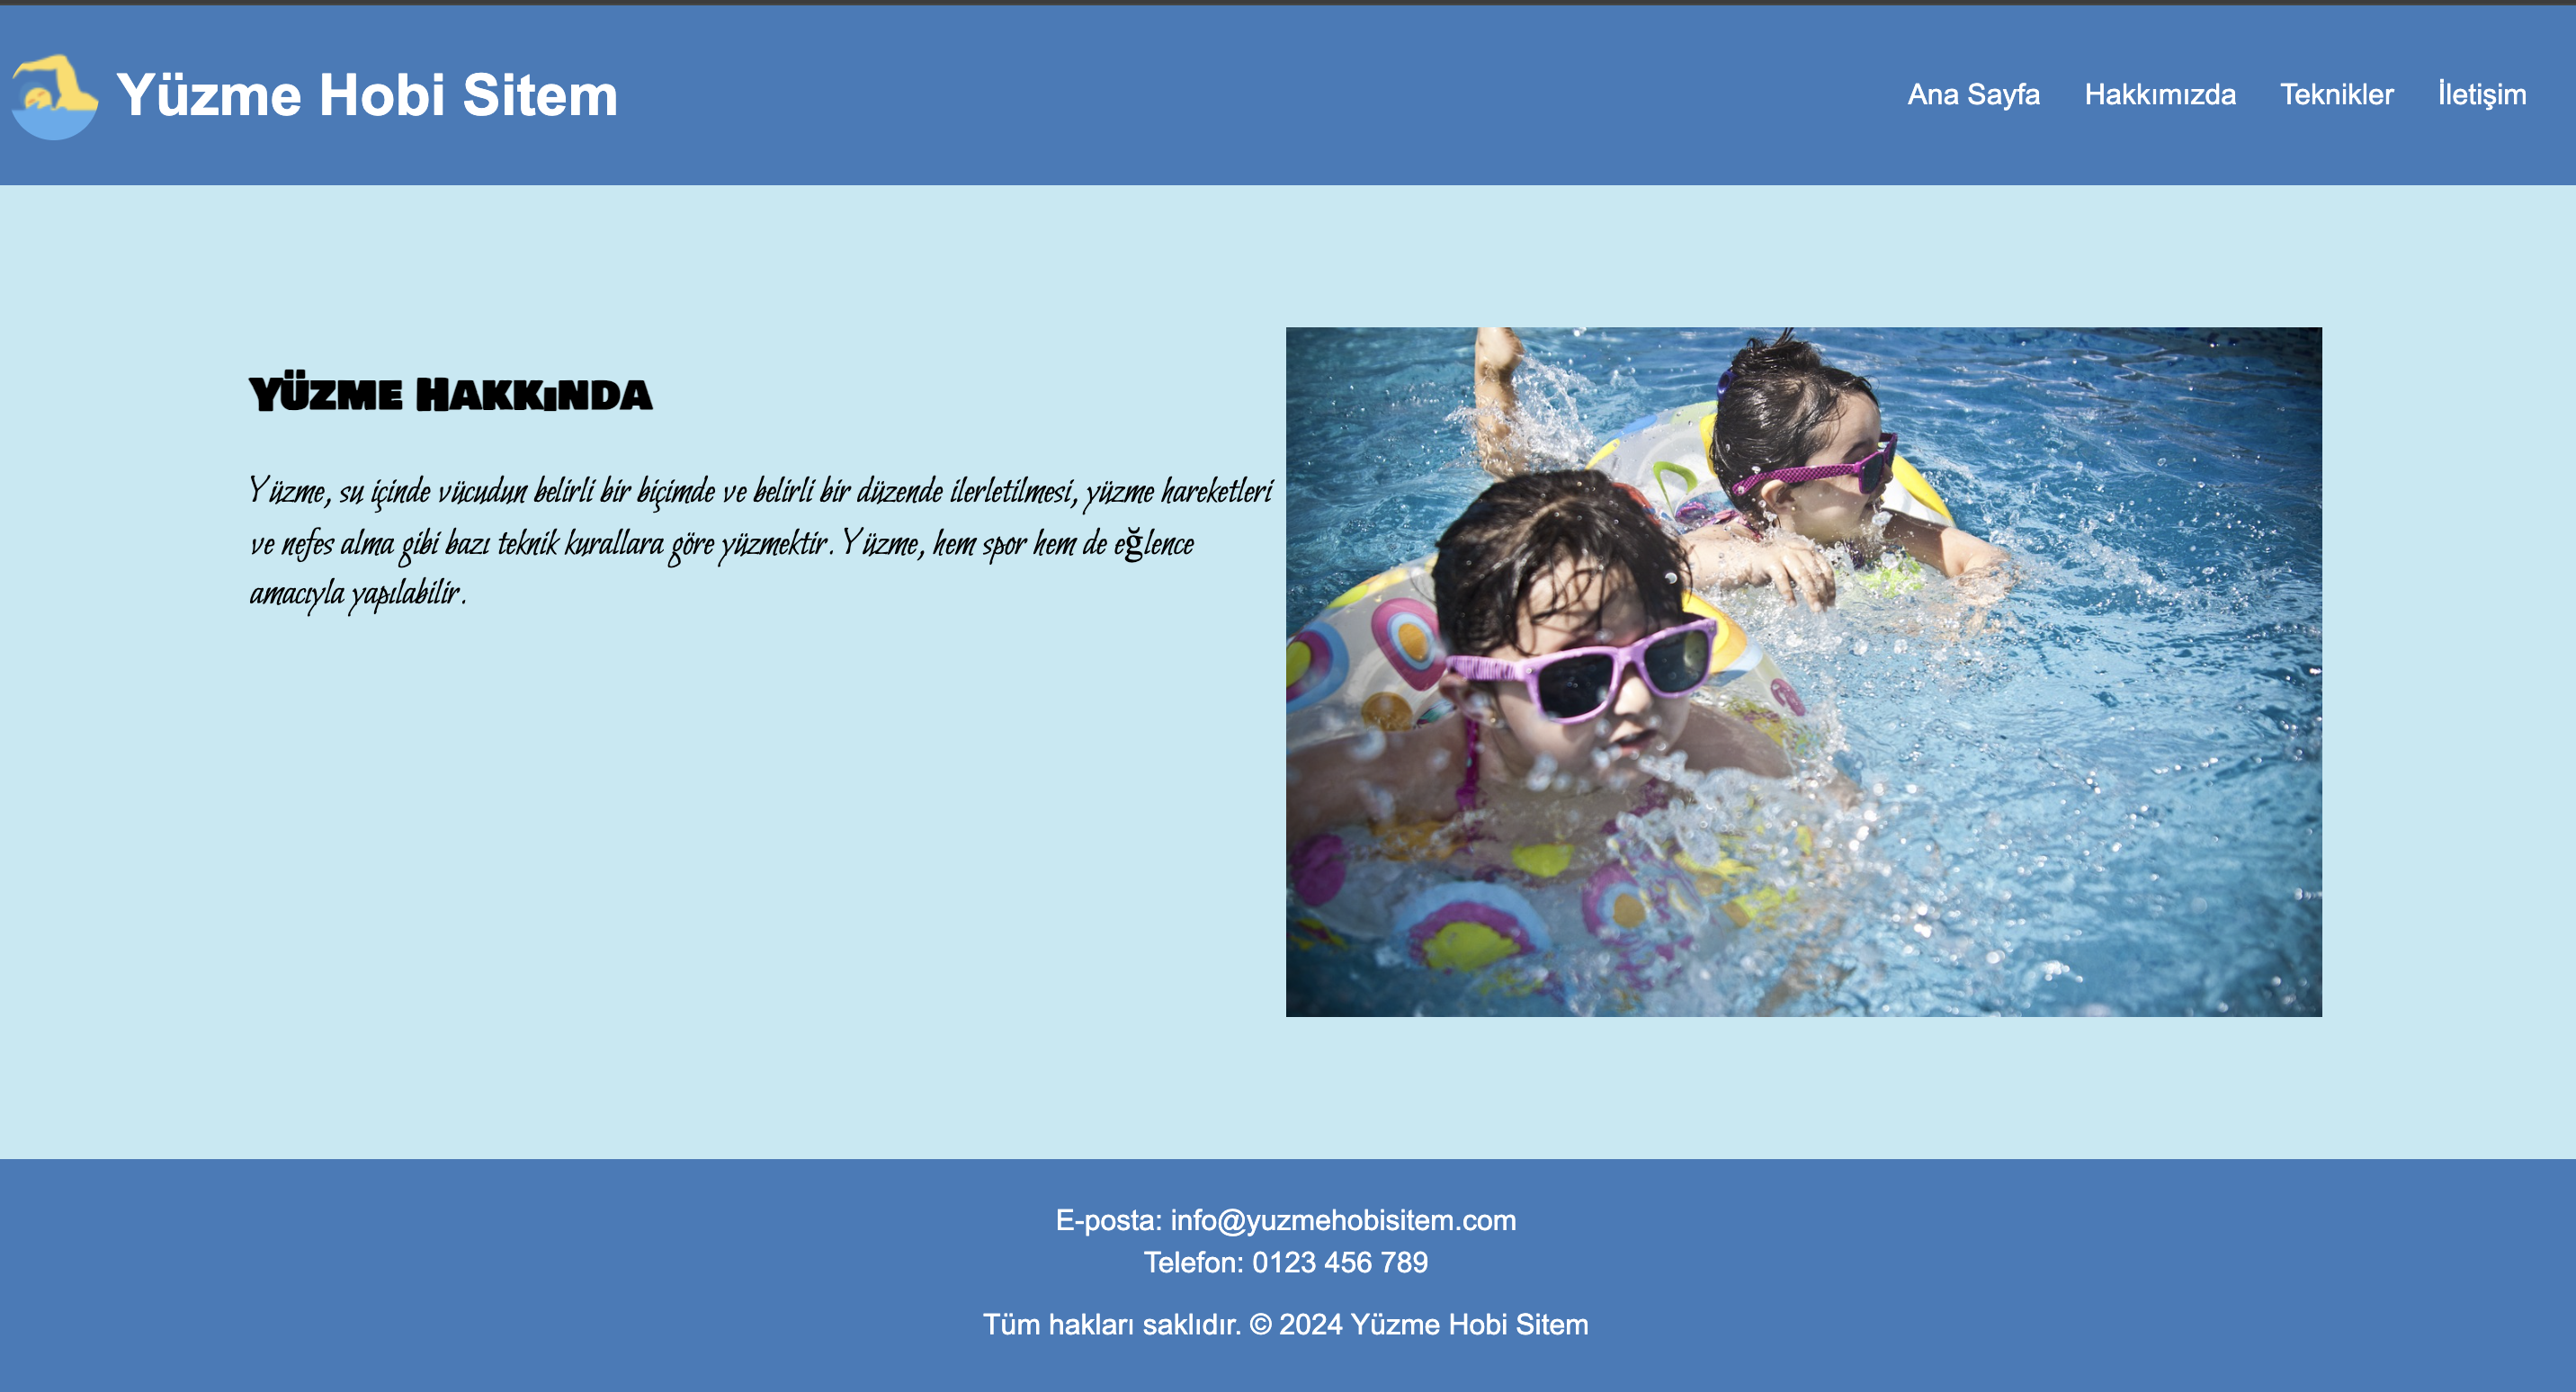 Yüzme Hobi Sitem
Ana Sayfa Hakkımızda Teknikler İletişim
Yüzme Hakkında
Yüzme, su içinde vücudun belirli bir biçimde ve belirli bir düzende ilerletilmesi, yüzme hareketleri
ve nefes alma gibi bazı teknik kurallara göre yüzmektir. Yüzme, hem spor hem de eğlence
amacıyla yapılabilir.
E-posta: info@yuzmehobisitem.com
Telefon: 0123 456 789
Tüm hakları saklıdır. © 2024 Yüzme Hobi Sitem